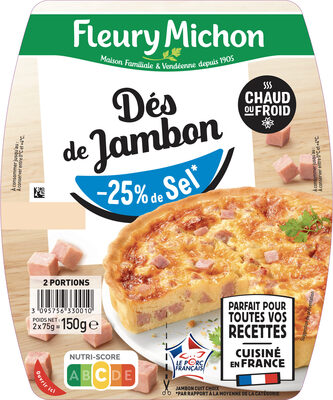 Fleury Michon
Maison Familiale & Vendéenne depuis 1905
Dés
de Jambon
CHAUD
OU FROID
-25% de Sel*
2 PORTIONS
3 095756 330010
POIDS NET
2 x 75g = 150g e
NUTRI-SCORE
A B C D E
Ouvrir ici
LE PORC
FRANÇAIS
PARFAIT POUR
TOUTES VOS
RECETTES
CUISINÉ
EN FRANCE
JAMBON CUIT CHOIX
*PAR RAPPORT À LA MOYENNE DE LA CATÉGORIE